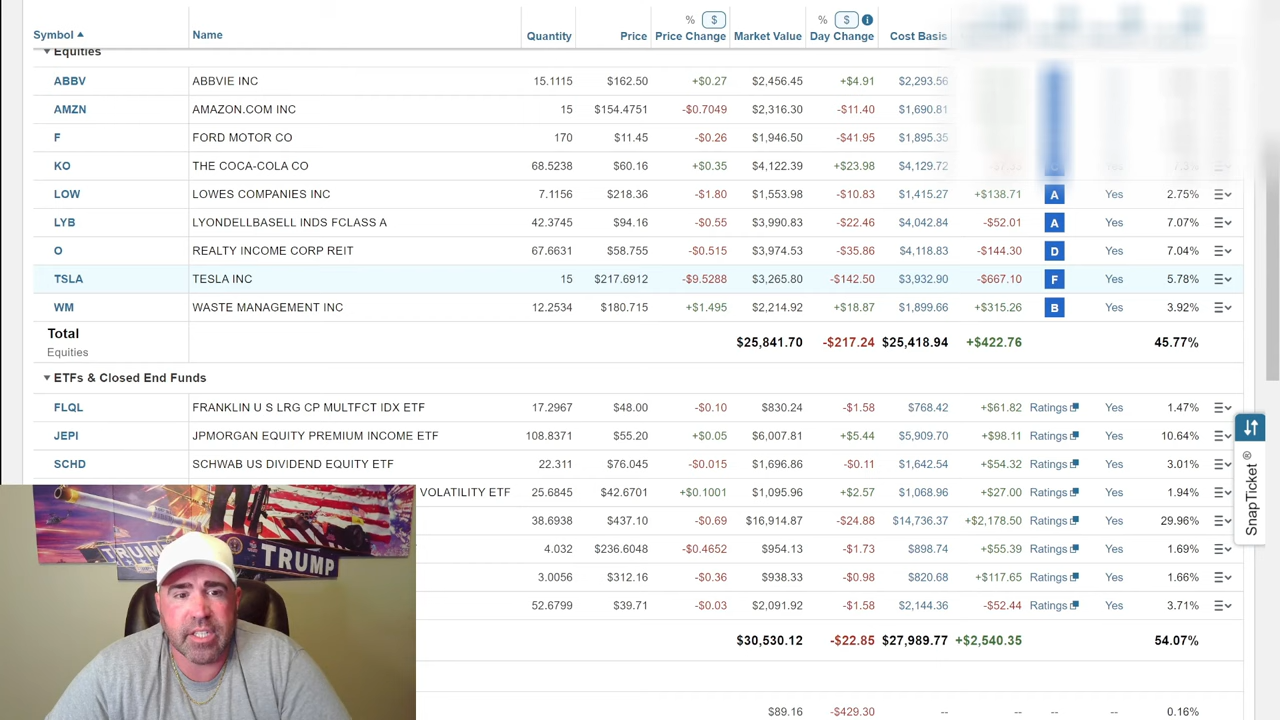 % $ % $ i
Symbol Name Quantity Price Price Change Market Value Day Change Cost Basis
Equities
ABBV ABBVIE INC 15.1115 $162.50 +$0.27 $2,456.45 +$4.91 $2,293.56
AMZN AMAZON.COM INC 15 $154.4751 -$0.7049 $2,316.30 -$11.40 $1,690.81
F FORD MOTOR CO 170 $11.45 -$0.26 $1,946.50 -$41.95 $1,895.35
KO THE COCA-COLA CO 68.5238 $60.16 +$0.35 $4,122.39 +$23.98 $4,129.72
LOW LOWES COMPANIES INC 7.1156 $218.36 -$1.80 $1,553.98 -$10.83 $1,415.27 +$138.71 A Yes 2.75%
LYB LYONDELLBASELL INDS FCLASS A 42.3745 $94.16 -$0.55 $3,990.83 -$22.46 $4,042.84 -$52.01 A Yes 7.07%
O REALTY INCOME CORP REIT 67.6631 $58.755 -$0.515 $3,974.53 -$35.86 $4,118.83 -$144.30 D Yes 7.04%
TSLA TESLA INC 15 $217.6912 -$9.5288 $3,265.80 -$142.50 $3,932.90 -$667.10 F Yes 5.78%
WM WASTE MANAGEMENT INC 12.2534 $180.715 +$1.495 $2,214.92 +$18.87 $1,899.66 +$315.26 B Yes 3.92%
Total
Equities
$25,841.70 -$217.24 $25,418.94 +$422.76 45.77%
ETFs & Closed End Funds
FLQL FRANKLIN U S LRG CP MULTFCT IDX ETF 17.2967 $48.00 -$0.10 $830.24 -$1.58 $768.42 +$61.82 Ratings Yes 1.47%
JEPI JPMORGAN EQUITY PREMIUM INCOME ETF 108.8371 $55.20 +$0.05 $6,007.81 +$5.44 $5,909.70 +$98.11 Ratings Yes 10.64%
SCHD SCHWAB US DIVIDEND EQUITY ETF 22.311 $76.045 -$0.015 $1,696.86 -$0.11 $1,642.54 +$54.32 Ratings Yes 3.01%
VOLATILITY ETF 25.6845 $42.6701 +$0.1001 $1,095.96 +$2.57 $1,068.96 +$27.00 Ratings Yes 1.94%
38.6938 $437.10 -$0.69 $16,914.87 -$24.88 $14,736.37 +$2,178.50 Ratings Yes 29.96%
4.032 $236.6048 -$0.4652 $954.13 -$1.73 $898.74 +$55.39 Ratings Yes 1.69%
3.0056 $312.16 -$0.36 $938.33 -$0.98 $820.68 +$117.65 Ratings Yes 1.66%
52.6799 $39.71 -$0.03 $2,091.92 -$1.58 $2,144.36 -$52.44 Ratings Yes 3.71%
$30,530.12 -$22.85 $27,989.77 +$2,540.35 54.07%
$89.16 -$429.30 -- -- -- -- 0.16%
SnapTicket®
TRUMP
TRUMP